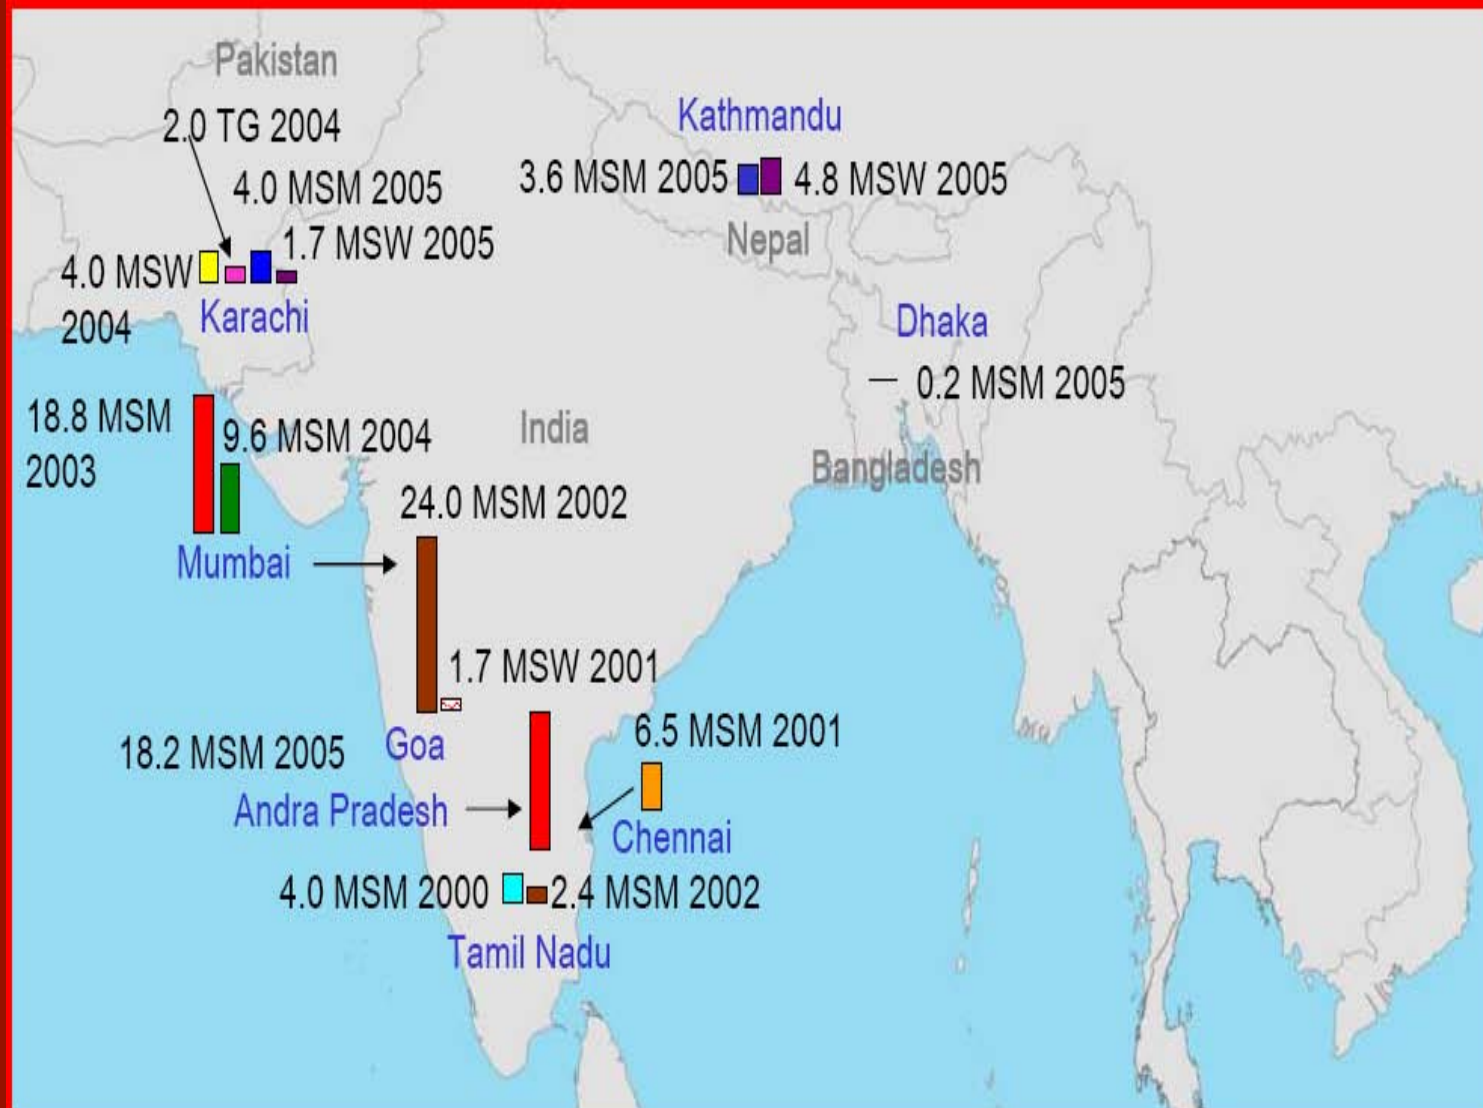 Pakistan
2.0 TG 2004
4.0 MSM 2005
1.7 MSW 2005
4.0 MSW
2004
Karachi
Kathmandu
3.6 MSM 2005
4.8 MSW 2005
Nepal
Dhaka
0.2 MSM 2005
Bangladesh
18.8 MSM
2003
9.6 MSM 2004
Mumbai
India
24.0 MSM 2002
1.7 MSW 2001
Goa
18.2 MSM 2005
Andra Pradesh
6.5 MSM 2001
Chennai
4.0 MSM 2000
2.4 MSM 2002
Tamil Nadu